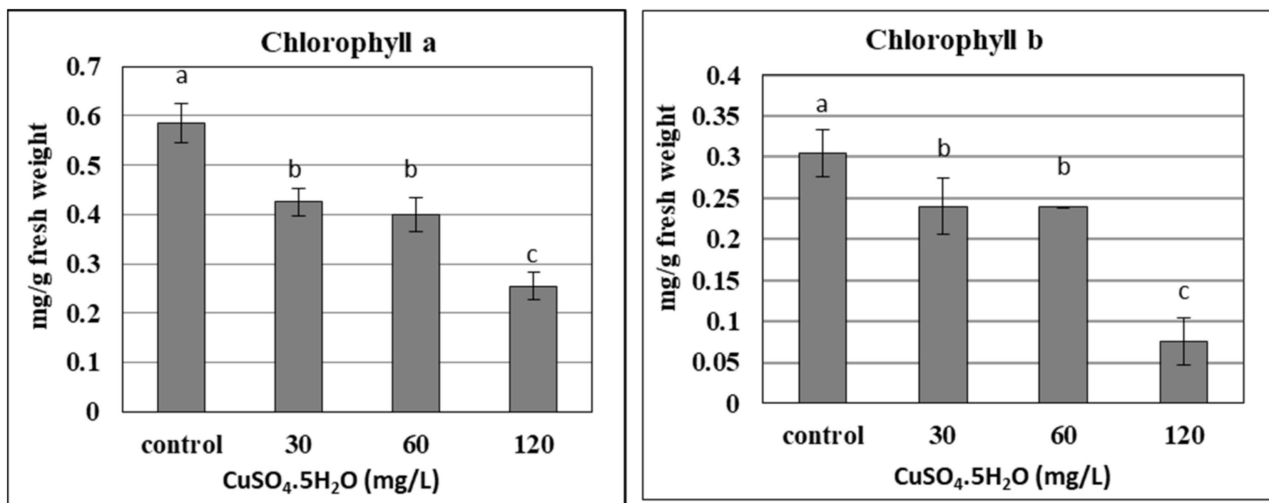 Chlorophyll a
mg/g fresh weight
0.7
0.6
0.5
0.4
0.3
0.2
0.1
0
a
b
b
c
control 30 60 120
CuSO₄.5H₂O (mg/L)
Chlorophyll b
mg/g fresh weight
0.4
0.35
0.3
0.25
0.2
0.15
0.1
0.05
0
a
b
b
c
control 30 60 120
CuSO₄.5H₂O (mg/L)